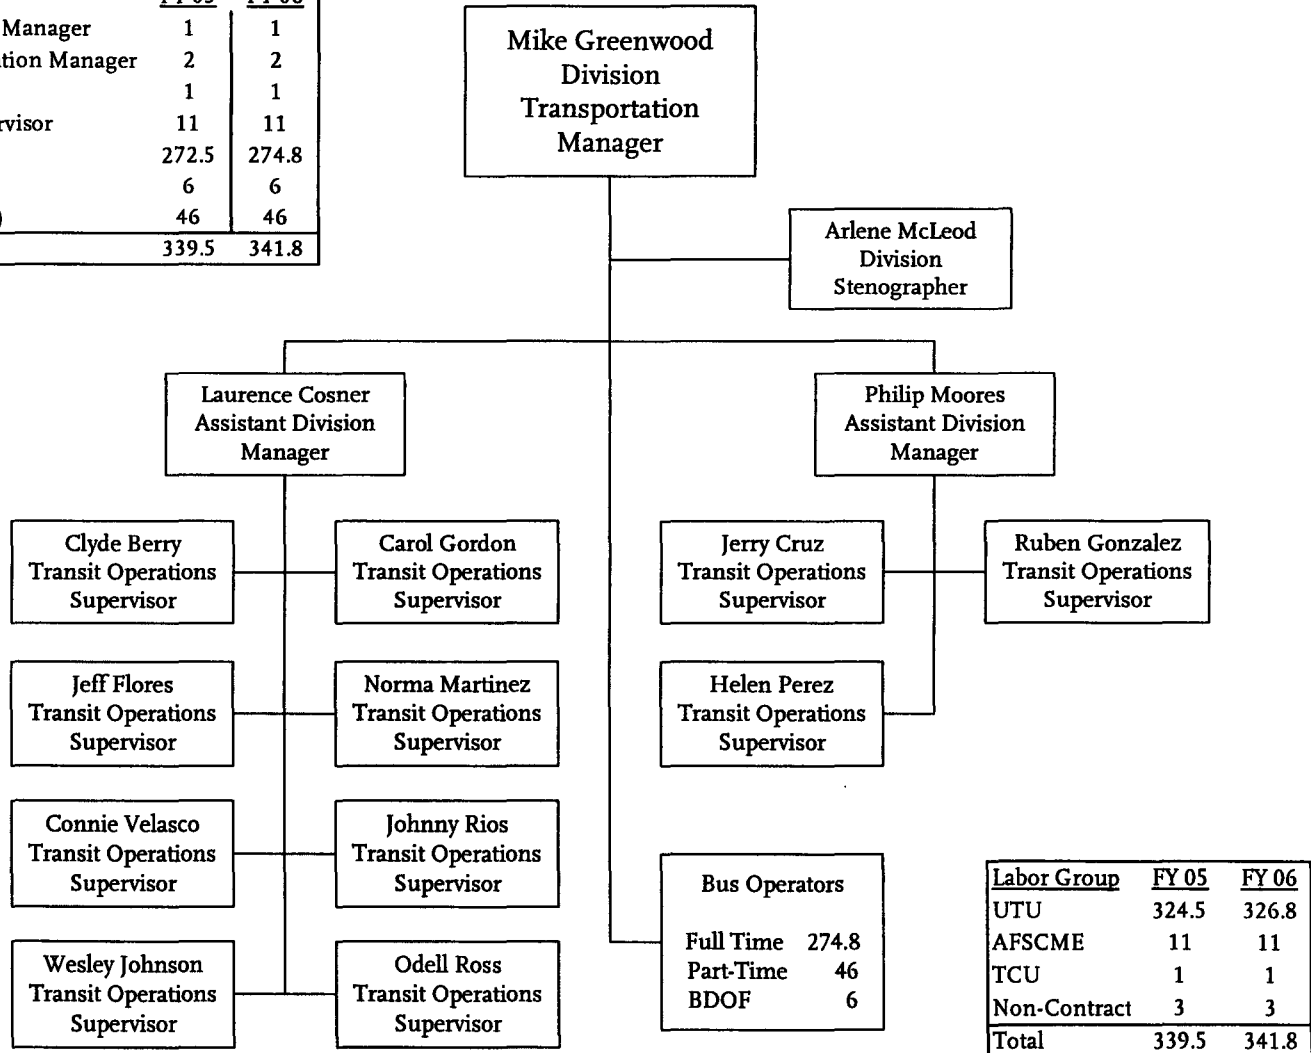 Manager 1 1
Manager 2 2
1 1
11 11
272.5 274.8
6 6
) 46 46
339.5 341.8
Mike Greenwood
Division
Transportation
Manager
Arlene McLeod
Division
Stenographer
Laurence Cosner
Assistant Division
Manager
Philip Moores
Assistant Division
Manager
Clyde Berry
Transit Operations
Supervisor
Carol Gordon
Transit Operations
Supervisor
Jerry Cruz
Transit Operations
Supervisor
Ruben Gonzalez
Transit Operations
Supervisor
Jeff Flores
Transit Operations
Supervisor
Norma Martinez
Transit Operations
Supervisor
Helen Perez
Transit Operations
Supervisor
Connie Velasco
Transit Operations
Supervisor
Johnny Rios
Transit Operations
Supervisor
Wesley Johnson
Transit Operations
Supervisor
Odell Ross
Transit Operations
Supervisor
Bus Operators
Full Time 274.8
Part-Time 46
BDOF 6
Labor Group FY 05 FY 06
UTU 324.5 326.8
AFSCME 11 11
TCU 1 1
Non-Contract 3 3
Total 339.5 341.8